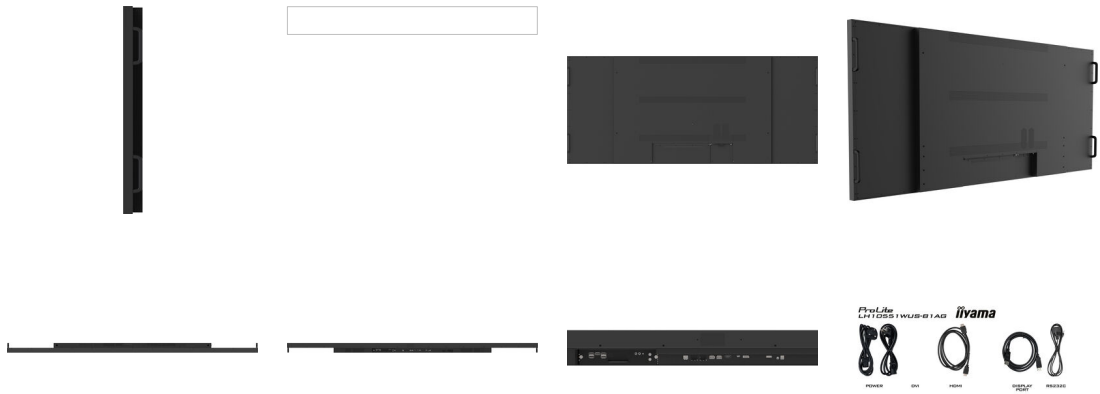 ProLite
LH10551WUS-B1AG
iiyama
POWER
DVI
HDMI
DISPLAY
PORT
RS232C